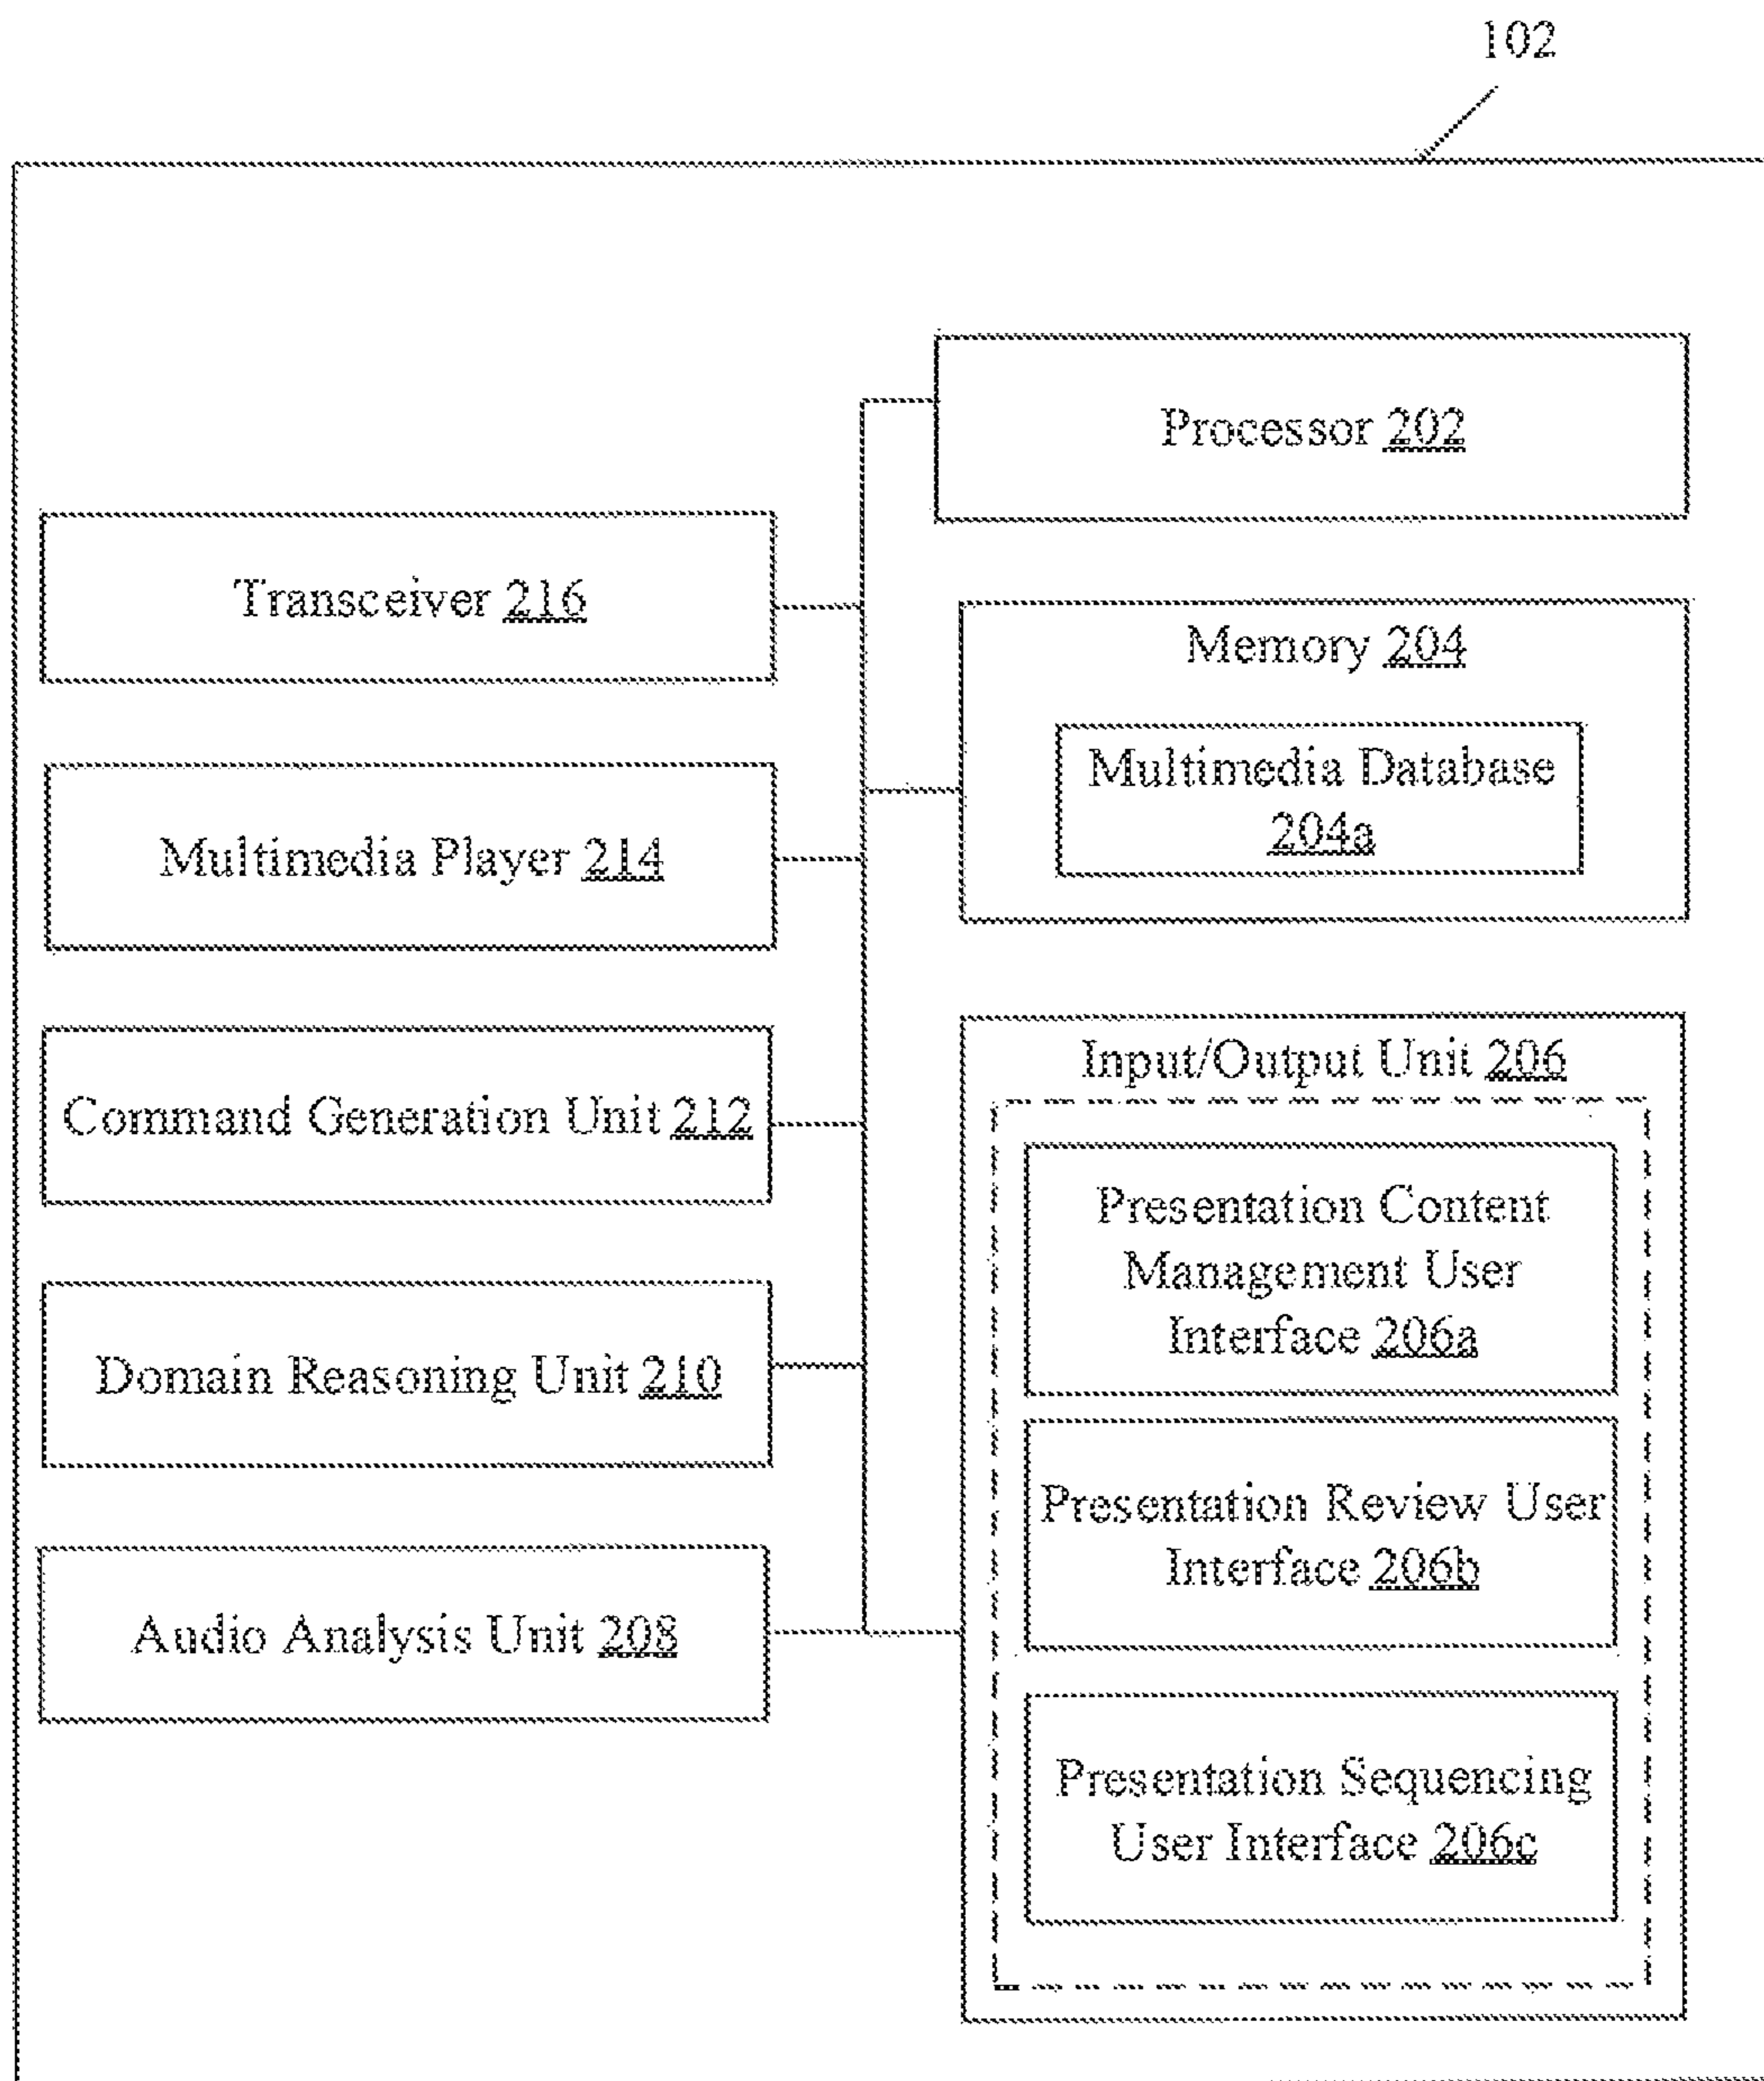 102
Processor 202
Transceiver 216
Memory 204
Multimedia Database
204a
Multimedia Player 214
Input/Output Unit 206
Command Generation Unit 212
Presentation Content
Management User
Interface 206a
Domain Reasoning Unit 210
Presentation Review User
Interface 206b
Audio Analysis Unit 208
Presentation Sequencing
User Interface 206c